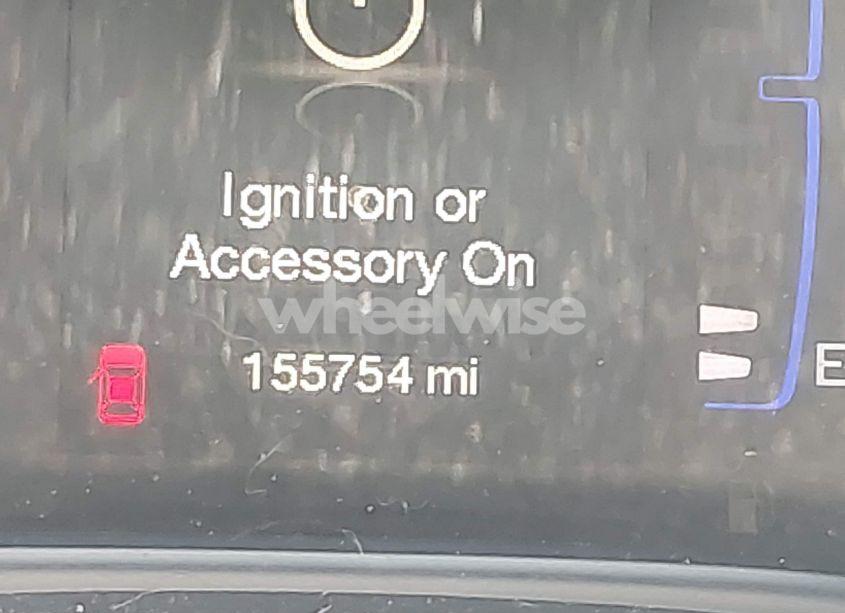 Ignition or
Accessory On
wheelwise
155754 mi
E